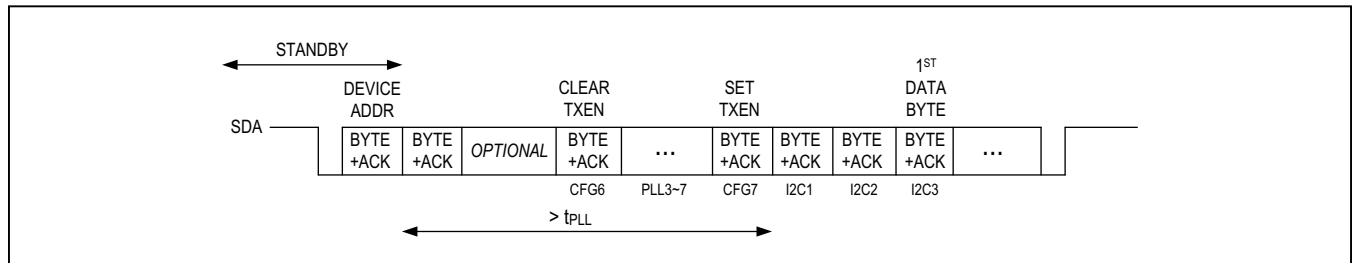 STANDBY
DEVICE
ADDR
CLEAR
TXEN
SET
TXEN
1ST
DATA
BYTE
SDA
BYTE
+ACK
BYTE
+ACK
OPTIONAL
BYTE
+ACK
...
BYTE
+ACK
BYTE
+ACK
BYTE
+ACK
BYTE
+ACK
...
CFG6
PLL3~7
CFG7
I2C1
I2C2
I2C3
> tPLL